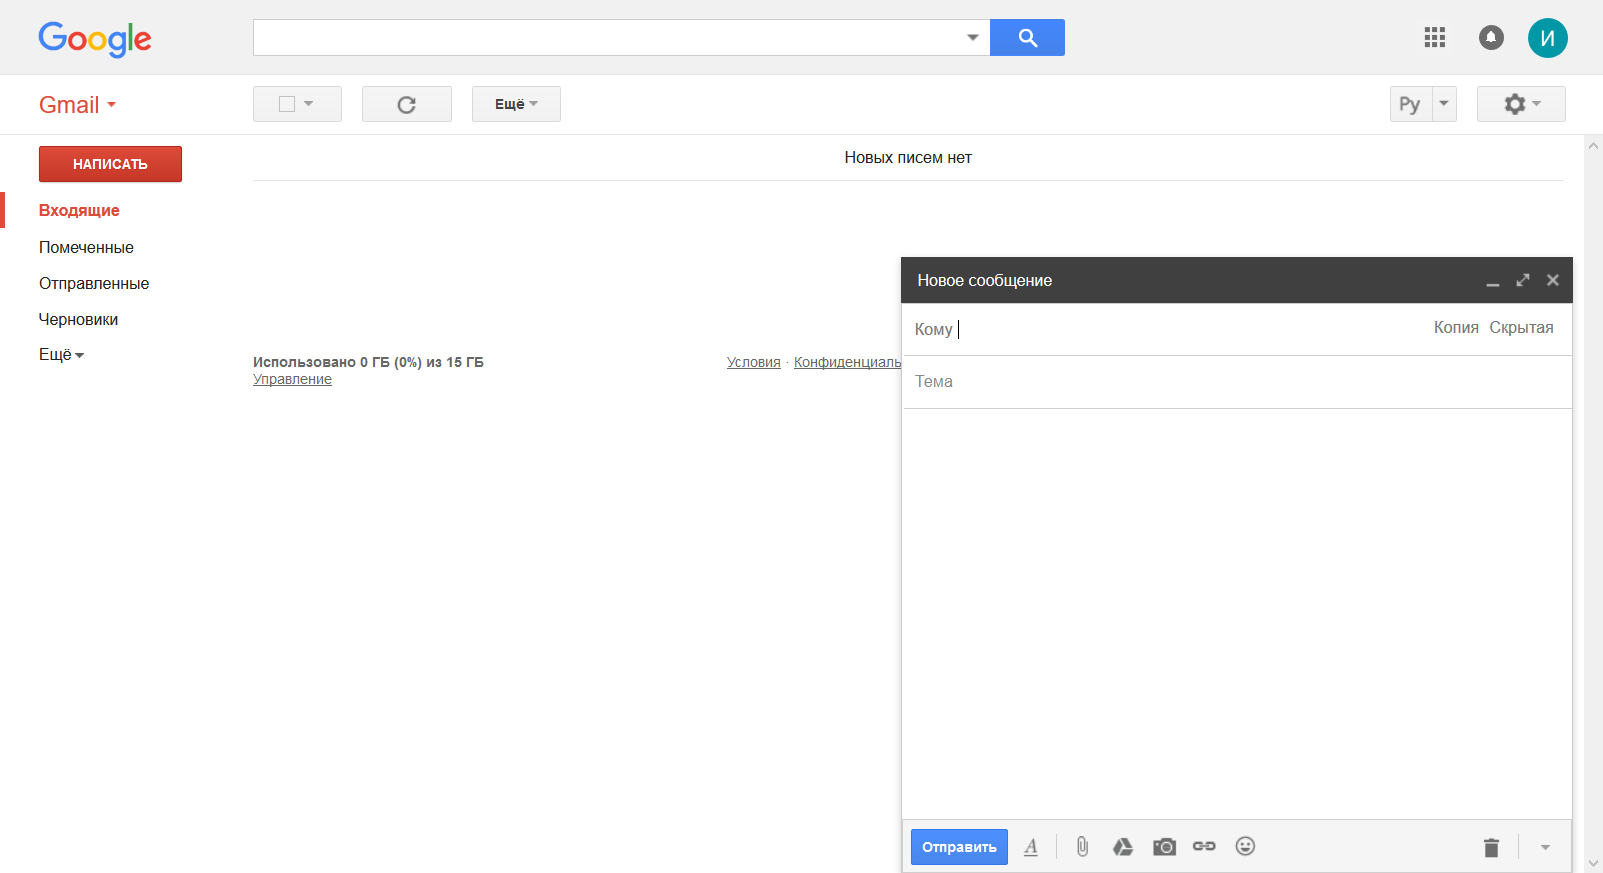 Google
И
Gmail
Ещё
Ру
НАПИСАТЬ
Новых писем нет
Входящие
Помеченные
Отправленные
Черновики
Ещё
Использовано 0 ГБ (0%) из 15 ГБ
Управление
Условия · Конфиденциаль
Новое сообщение
Кому Копия Скрытая
Тема
Отправить A